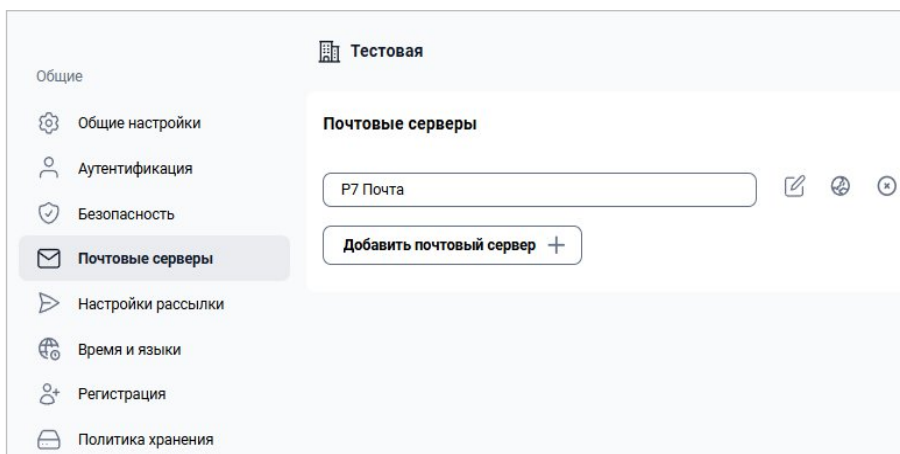 Тестовая
Общие
Общие настройки
Аутентификация
Безопасность
Почтовые серверы
Настройки рассылки
Время и языки
Регистрация
Политика хранения
Почтовые серверы
Р7 Почта
Добавить почтовый сервер